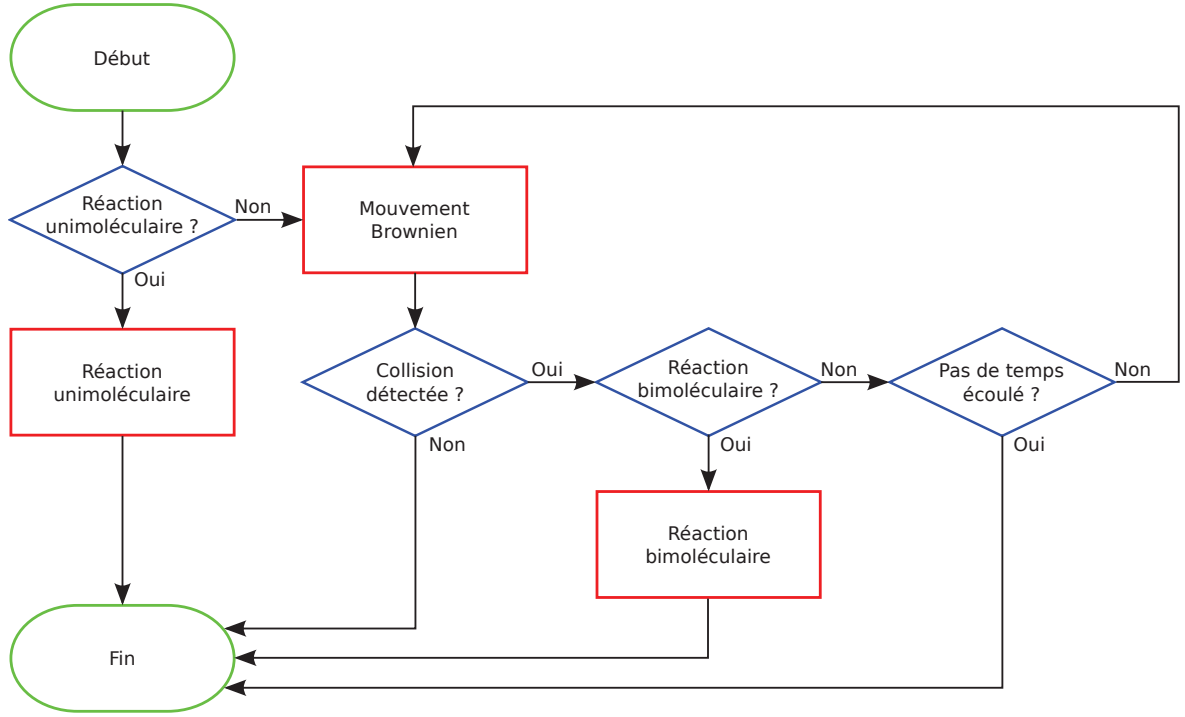 Début
Réaction
unimoléculaire ?
Non
Mouvement
Brownien
Oui
Réaction
unimoléculaire
Collision
détectée ?
Oui
Réaction
bimoléculaire ?
Non
Pas de temps
écoulé ?
Non
Non
Oui
Oui
Réaction
bimoléculaire
Fin